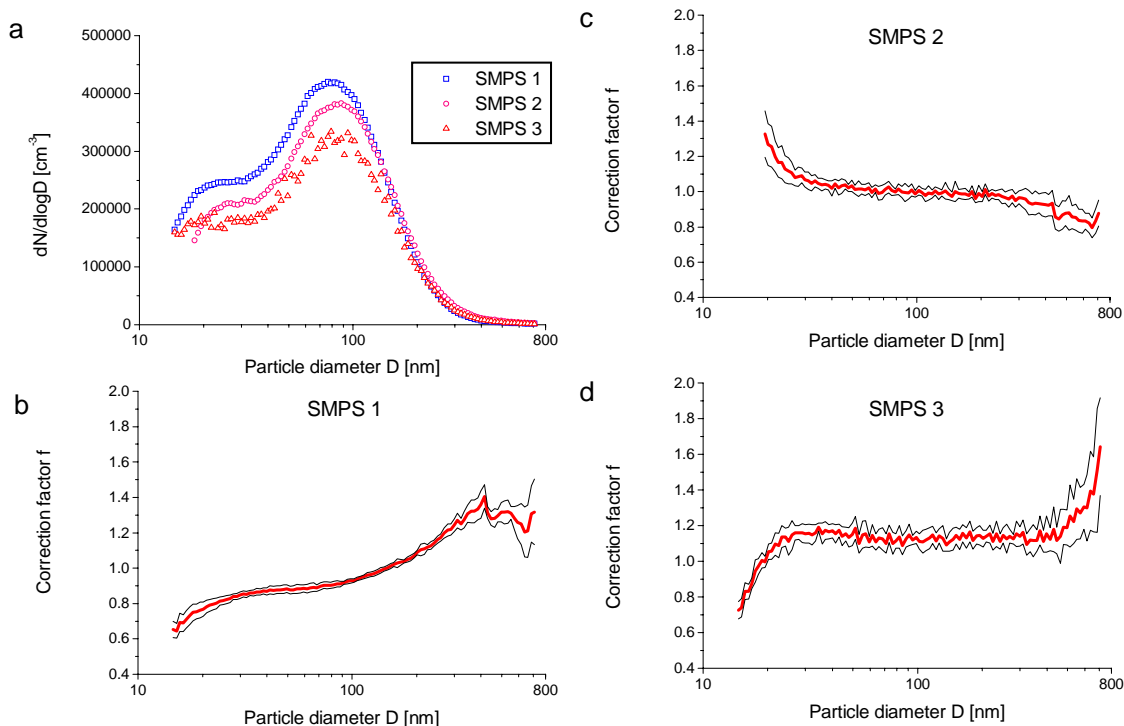 a
500000
400000
300000
200000
100000
0
dN/dlogD [cm-3]
10
100
800
Particle diameter D [nm]
SMPS 1
SMPS 2
SMPS 3
b
SMPS 1
2.0
1.8
1.6
1.4
1.2
1.0
0.8
0.6
0.4
Correction factor f
10
100
800
Particle diameter D [nm]
c
SMPS 2
2.0
1.8
1.6
1.4
1.2
1.0
0.8
0.6
0.4
Correction factor f
10
100
800
Particle diameter D [nm]
d
SMPS 3
2.0
1.8
1.6
1.4
1.2
1.0
0.8
0.6
0.4
Correction factor f
10
100
800
Particle diameter D [nm]